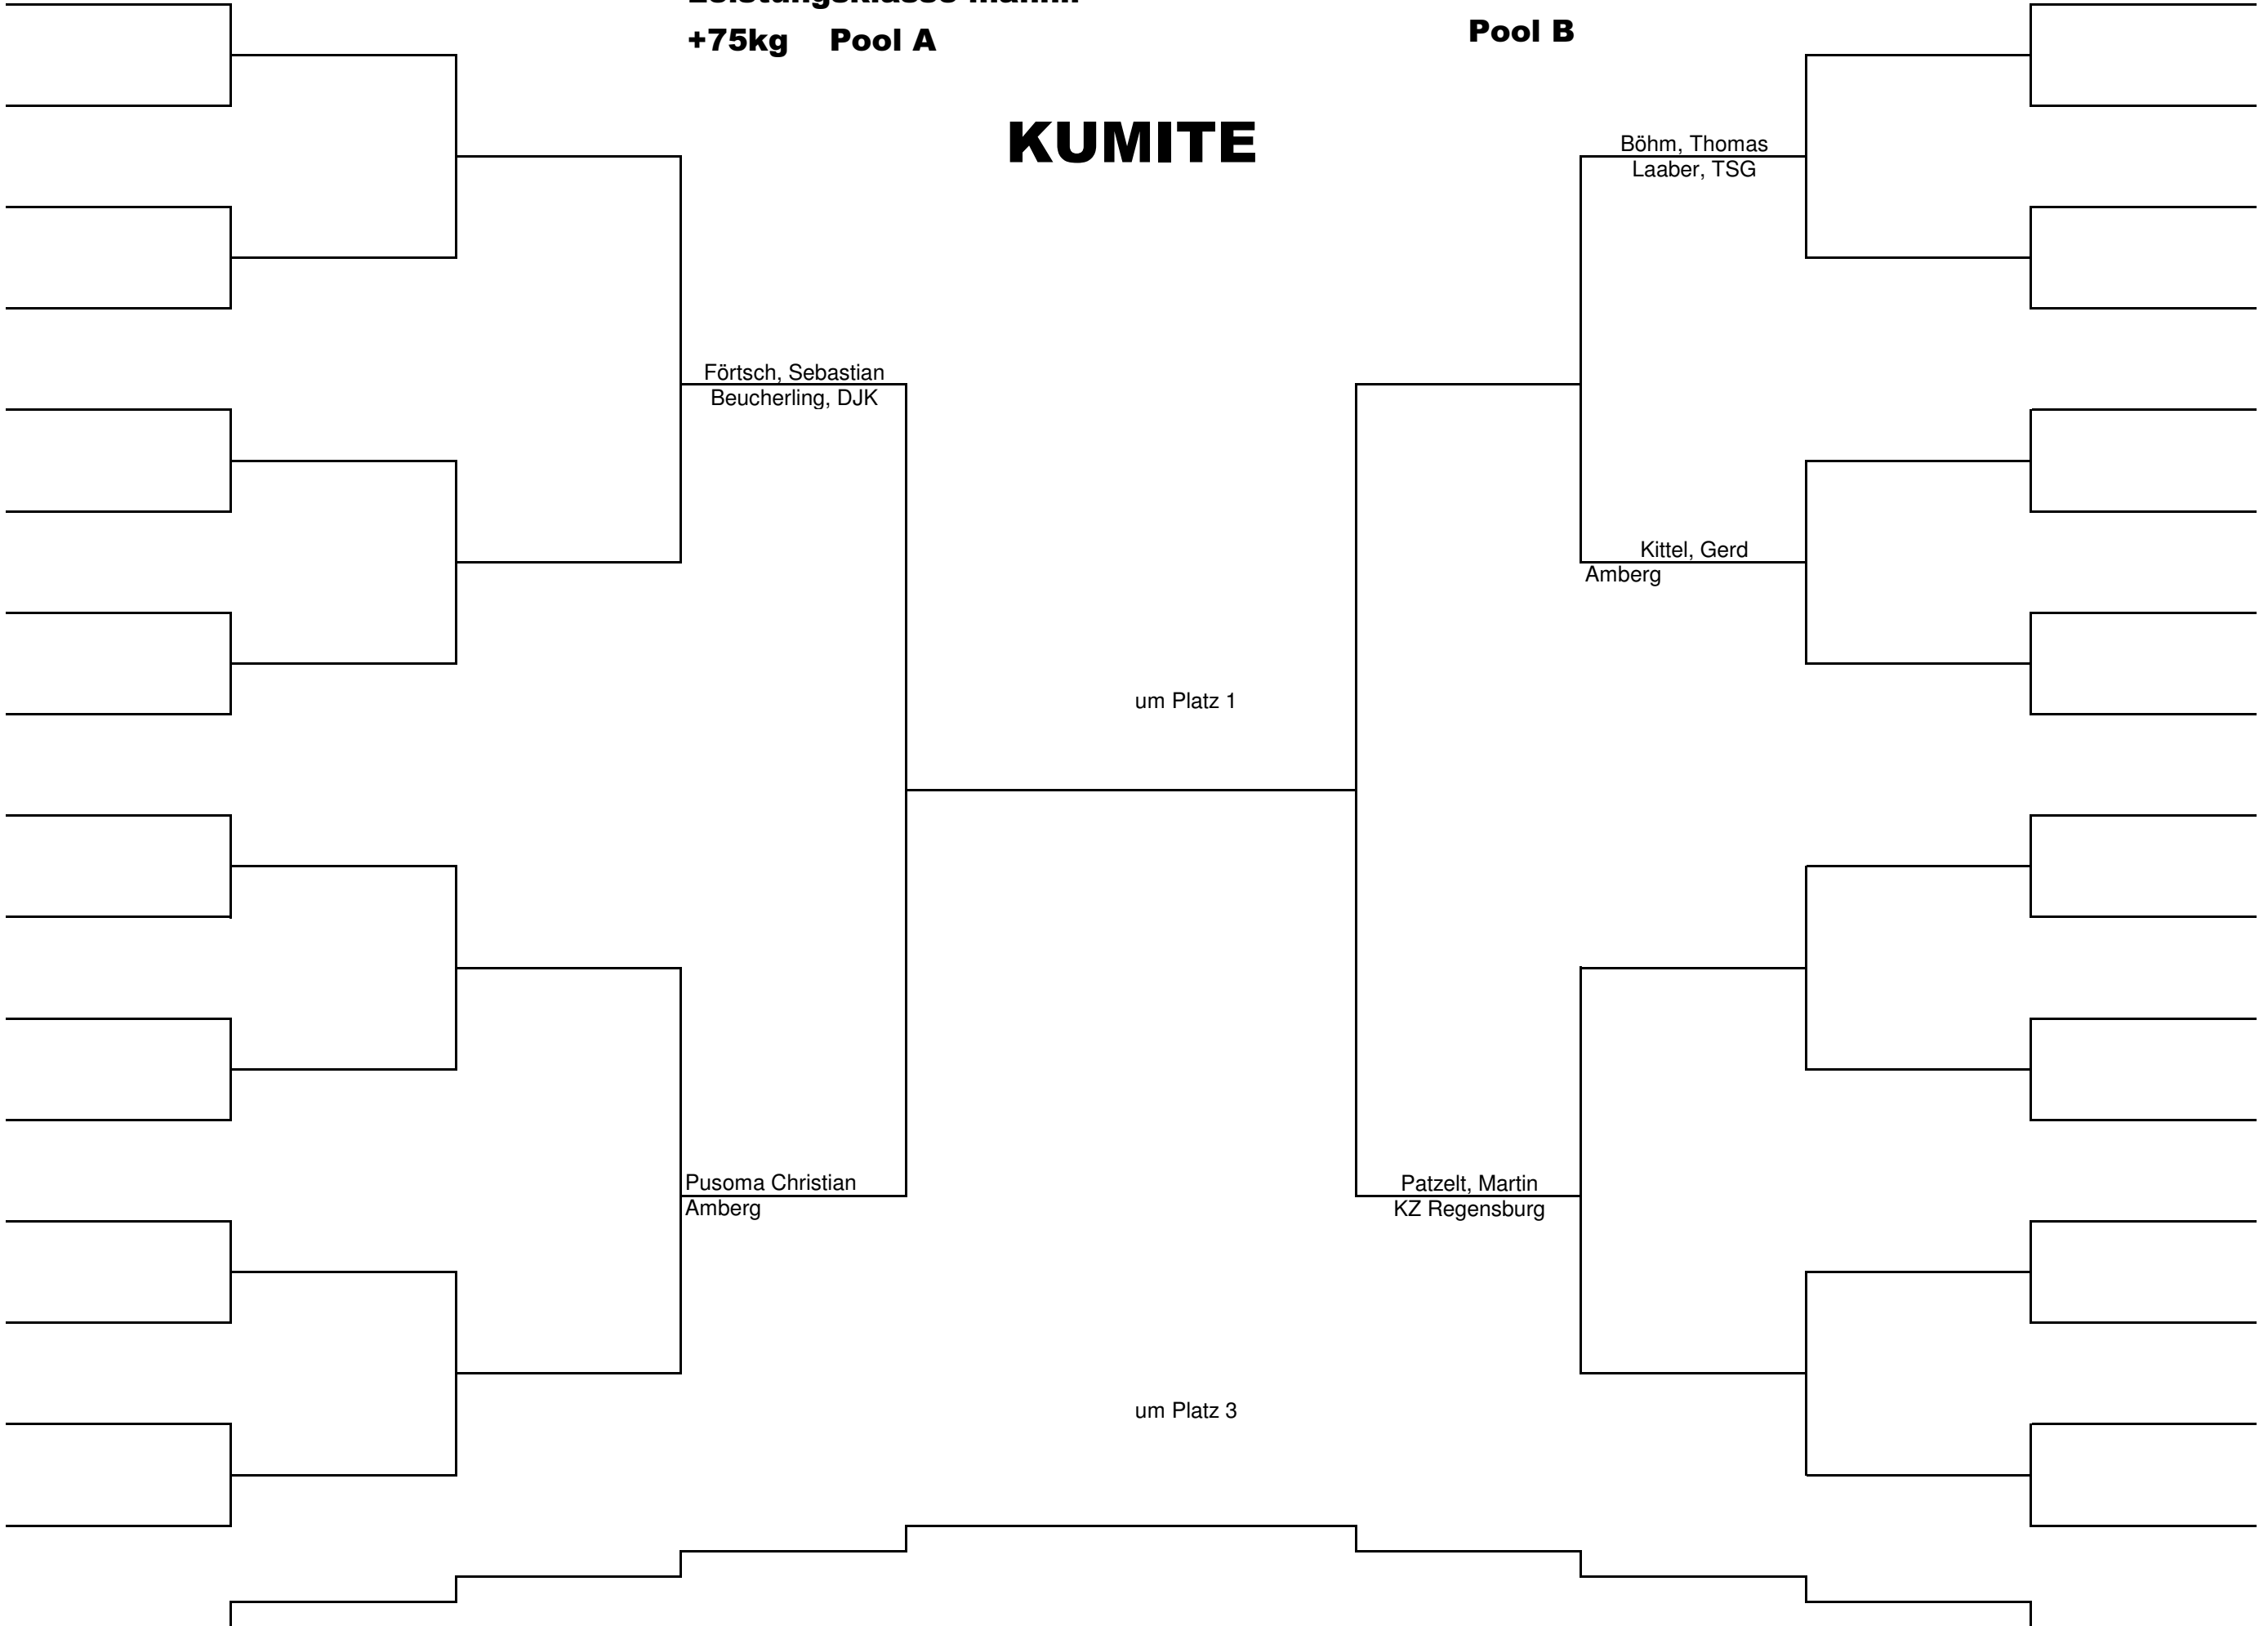 +75kg Pool A
Pool B
KUMITE
Böhm, Thomas
Laaber, TSG
Förtsch, Sebastian
Beucherling, DJK
Kittel, Gerd
Amberg
um Platz 1
Pusoma Christian
Amberg
Patzelt, Martin
KZ Regensburg
um Platz 3